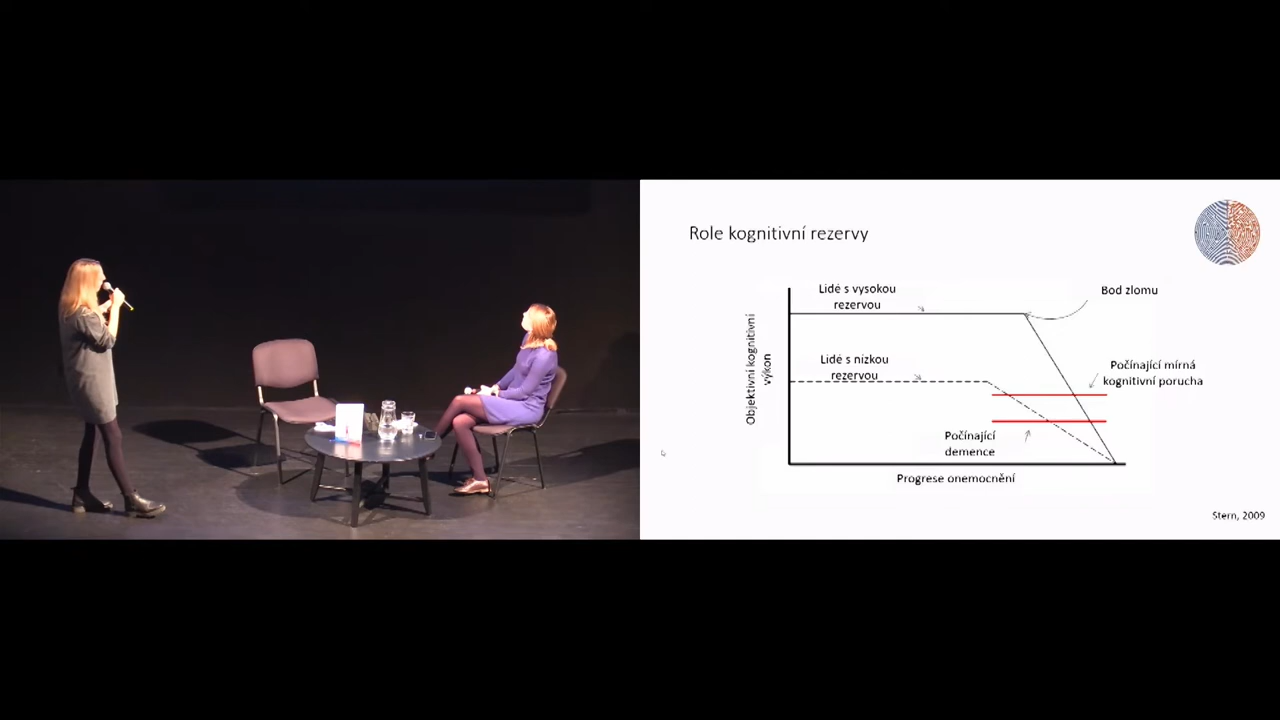 Role kognitivní rezervy
Lidé s vysokou
rezervou
Bod zlomu
Objektivní kognitivní
výkon
Lidé s nízkou
rezervou
Počínající mírná
kognitivní porucha
Počínající
demence
Progrese onemocnění
Stern, 2009